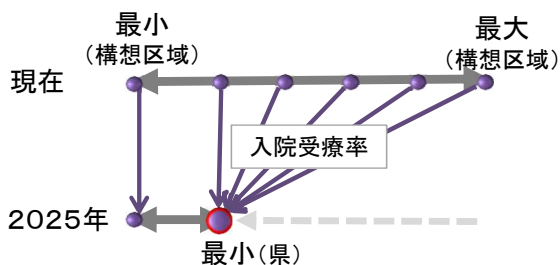 最小
(構想区域)
最大
(構想区域)
現在
入院受療率
2025年
最小(県)